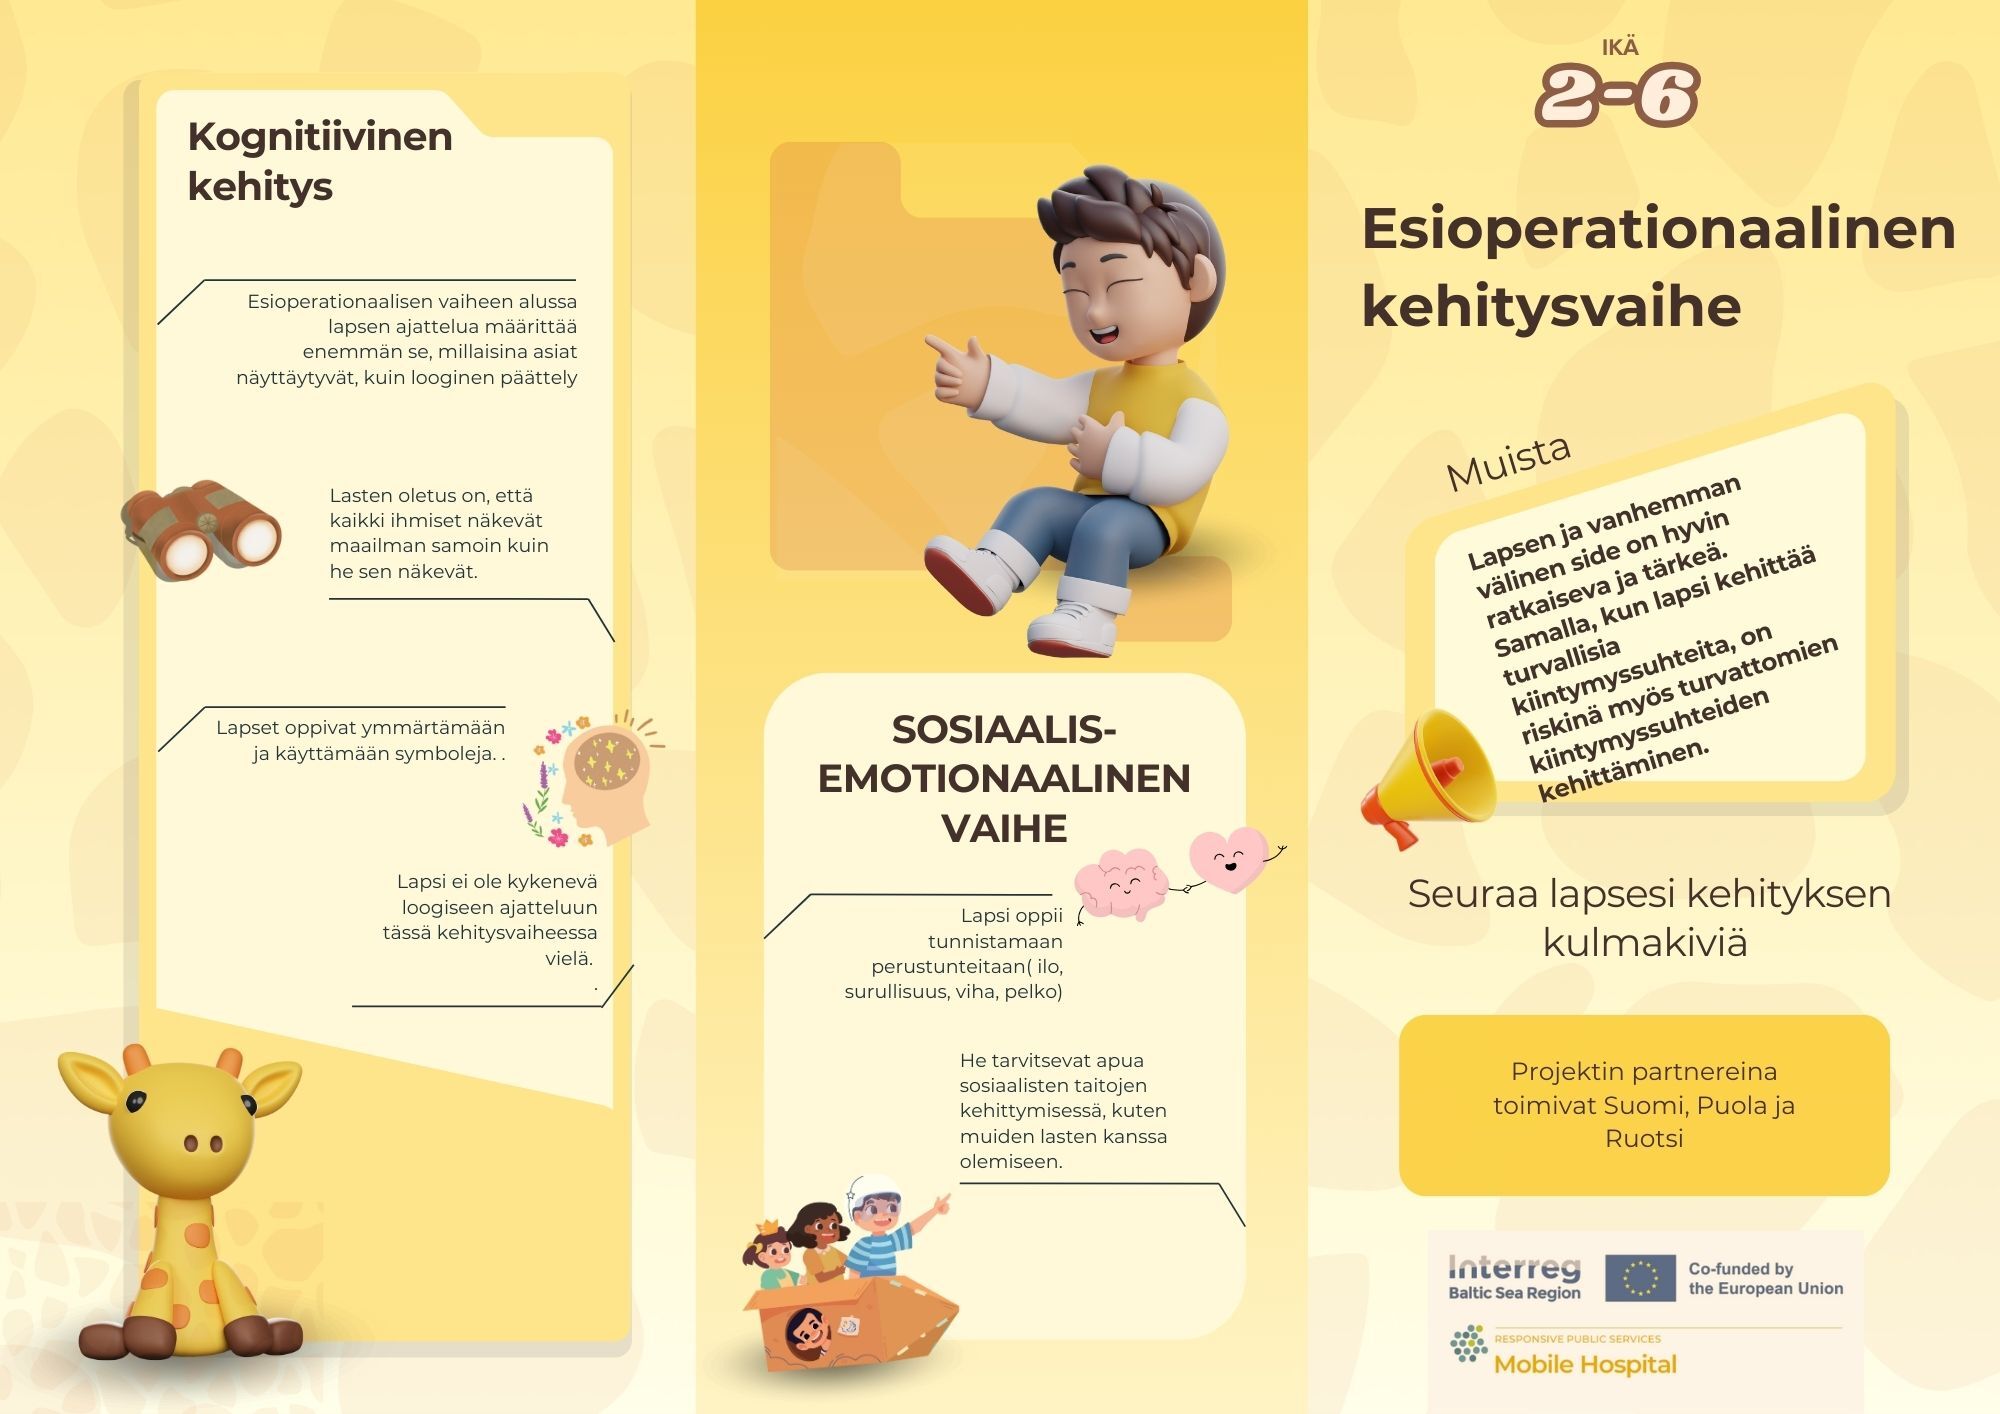 Kognitiivinen
kehitys
Esioperationaalisen vaiheen alussa
lapsen ajattelua määrittää
enemmän se, millaisina asiat
näyttäytyvät, kuin looginen päättely
Lasten oletus on, että
kaikki ihmiset näkevät
maailman samoin kuin
he sen näkevät.
Lapset oppivat ymmärtämään
ja käyttämään symboleja. .
Lapsi ei ole kykenevä
loogiseen ajatteluun
tässä kehitysvaiheessa
vielä.
.
SOSIAALIS-
EMOTIONAALINEN
VAIHE
Lapsi oppii
tunnistamaan
perustunteitaan( ilo,
surullisuus, viha, pelko)
He tarvitsevat apua
sosiaalisten taitojen
kehittymisessä, kuten
muiden lasten kanssa
olemiseen.
IKÄ
2-6
Esioperationaalinen
kehitysvaihe
Muista
Lapsen ja vanhemman
välinen side on hyvin
ratkaiseva ja tärkeä.
Samalla, kun lapsi kehittää
turvallisia
kiintymyssuhteita, on
riskinä myös turvattomien
kiintymyssuhteiden
kehittäminen.
Seuraa lapsesi kehityksen
kulmakiviä
Projektin partnereina
toimivat Suomi, Puola ja
Ruotsi
Interreg
Baltic Sea Region
Co-funded by
the European Union
RESPONSIVE PUBLIC SERVICES
Mobile Hospital